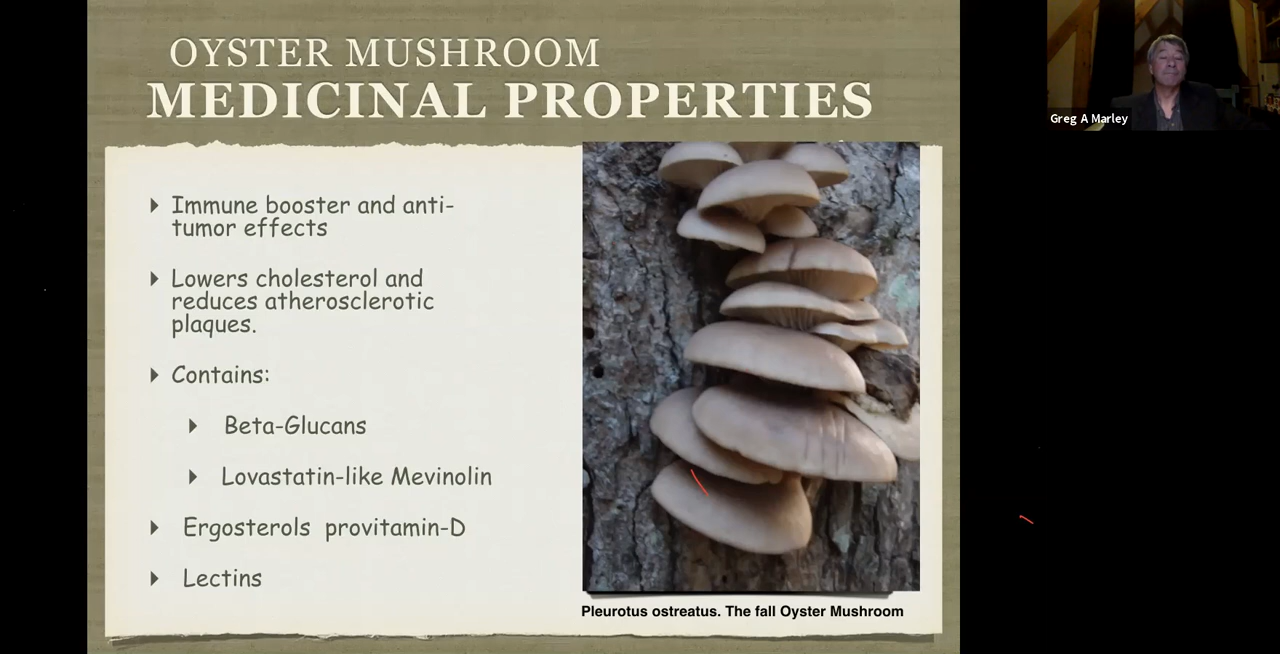 OYSTER MUSHROOM
MEDICINAL PROPERTIES
Immune booster and anti-
tumor effects
Lowers cholesterol and
reduces atherosclerotic
plaques.
Contains:
Beta-Glucans
Lovastatin-like Mevinolin
Ergosterols provitamin-D
Lectins
Pleurotus ostreatus. The fall Oyster Mushroom
Greg A Marley